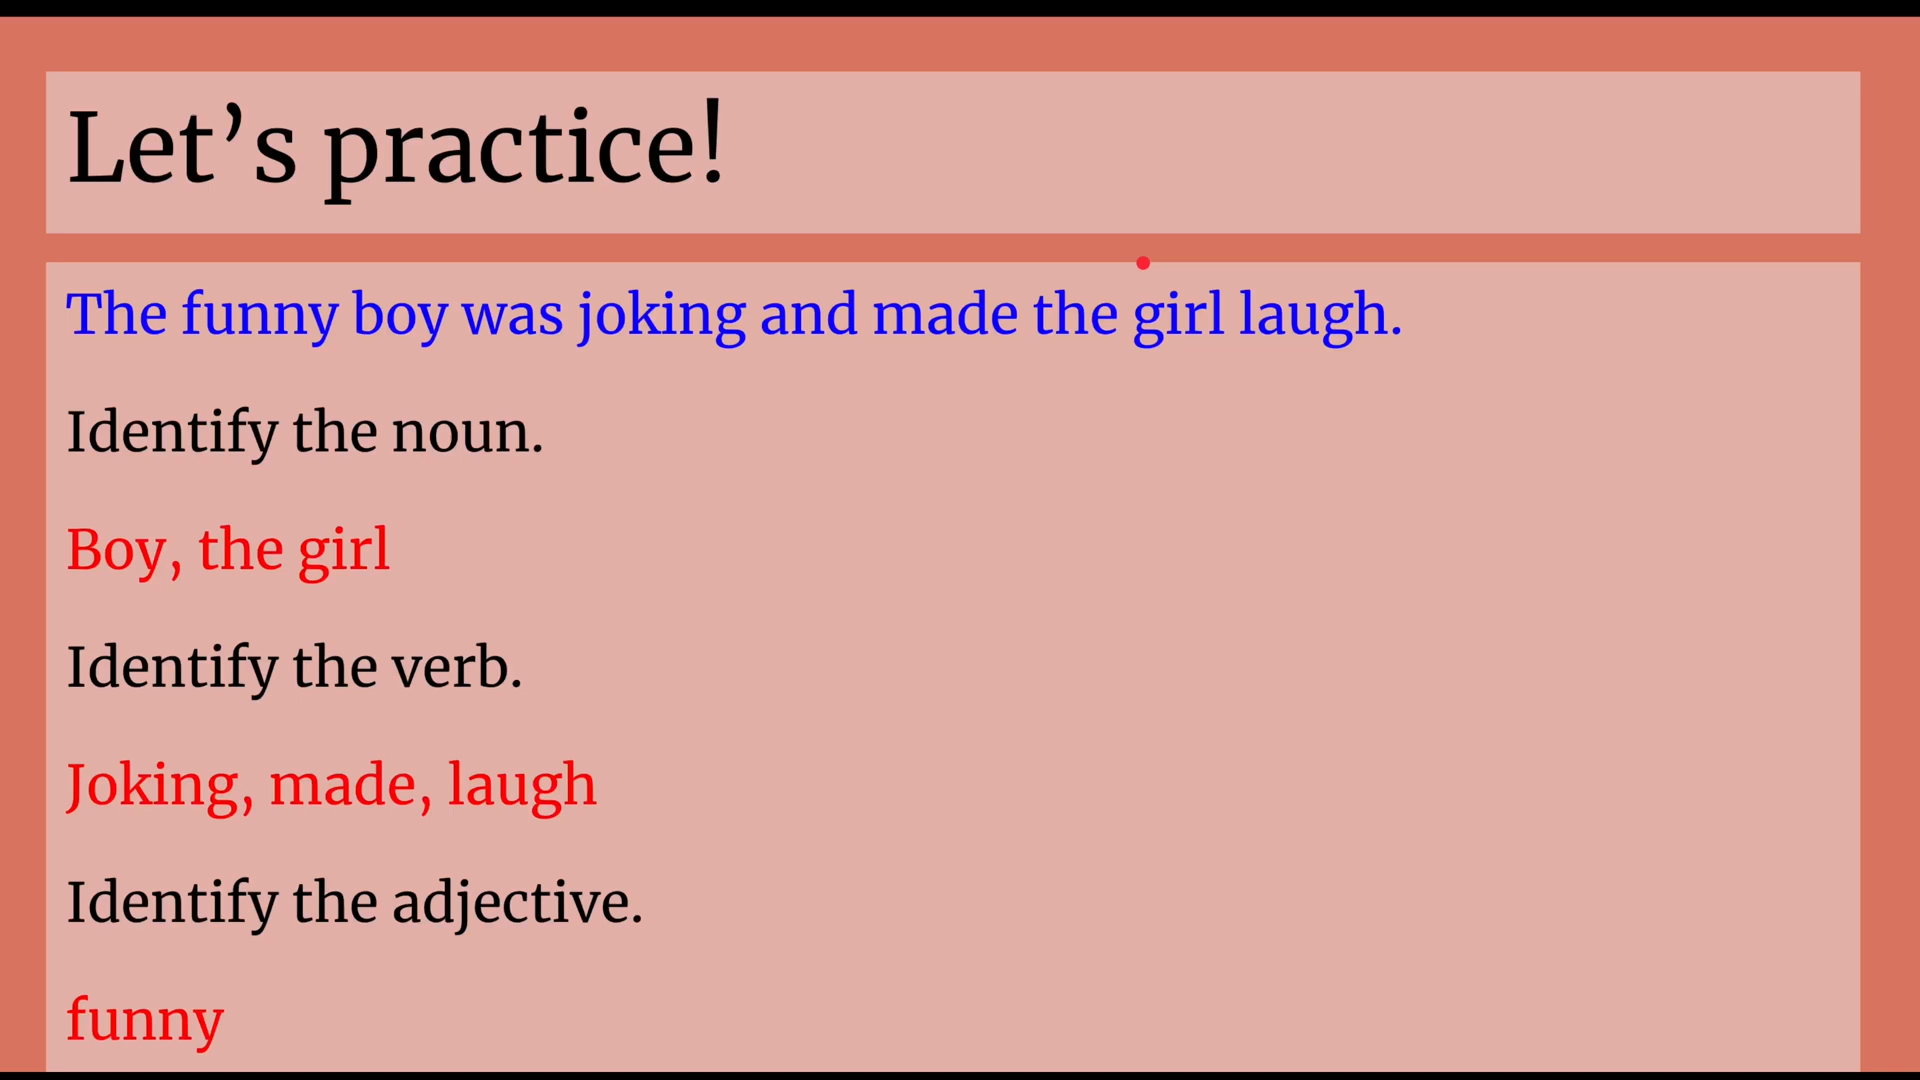 Let’s practice!
The funny boy was joking and made the girl laugh.
Identify the noun.
Boy, the girl
Identify the verb.
Joking, made, laugh
Identify the adjective.
funny